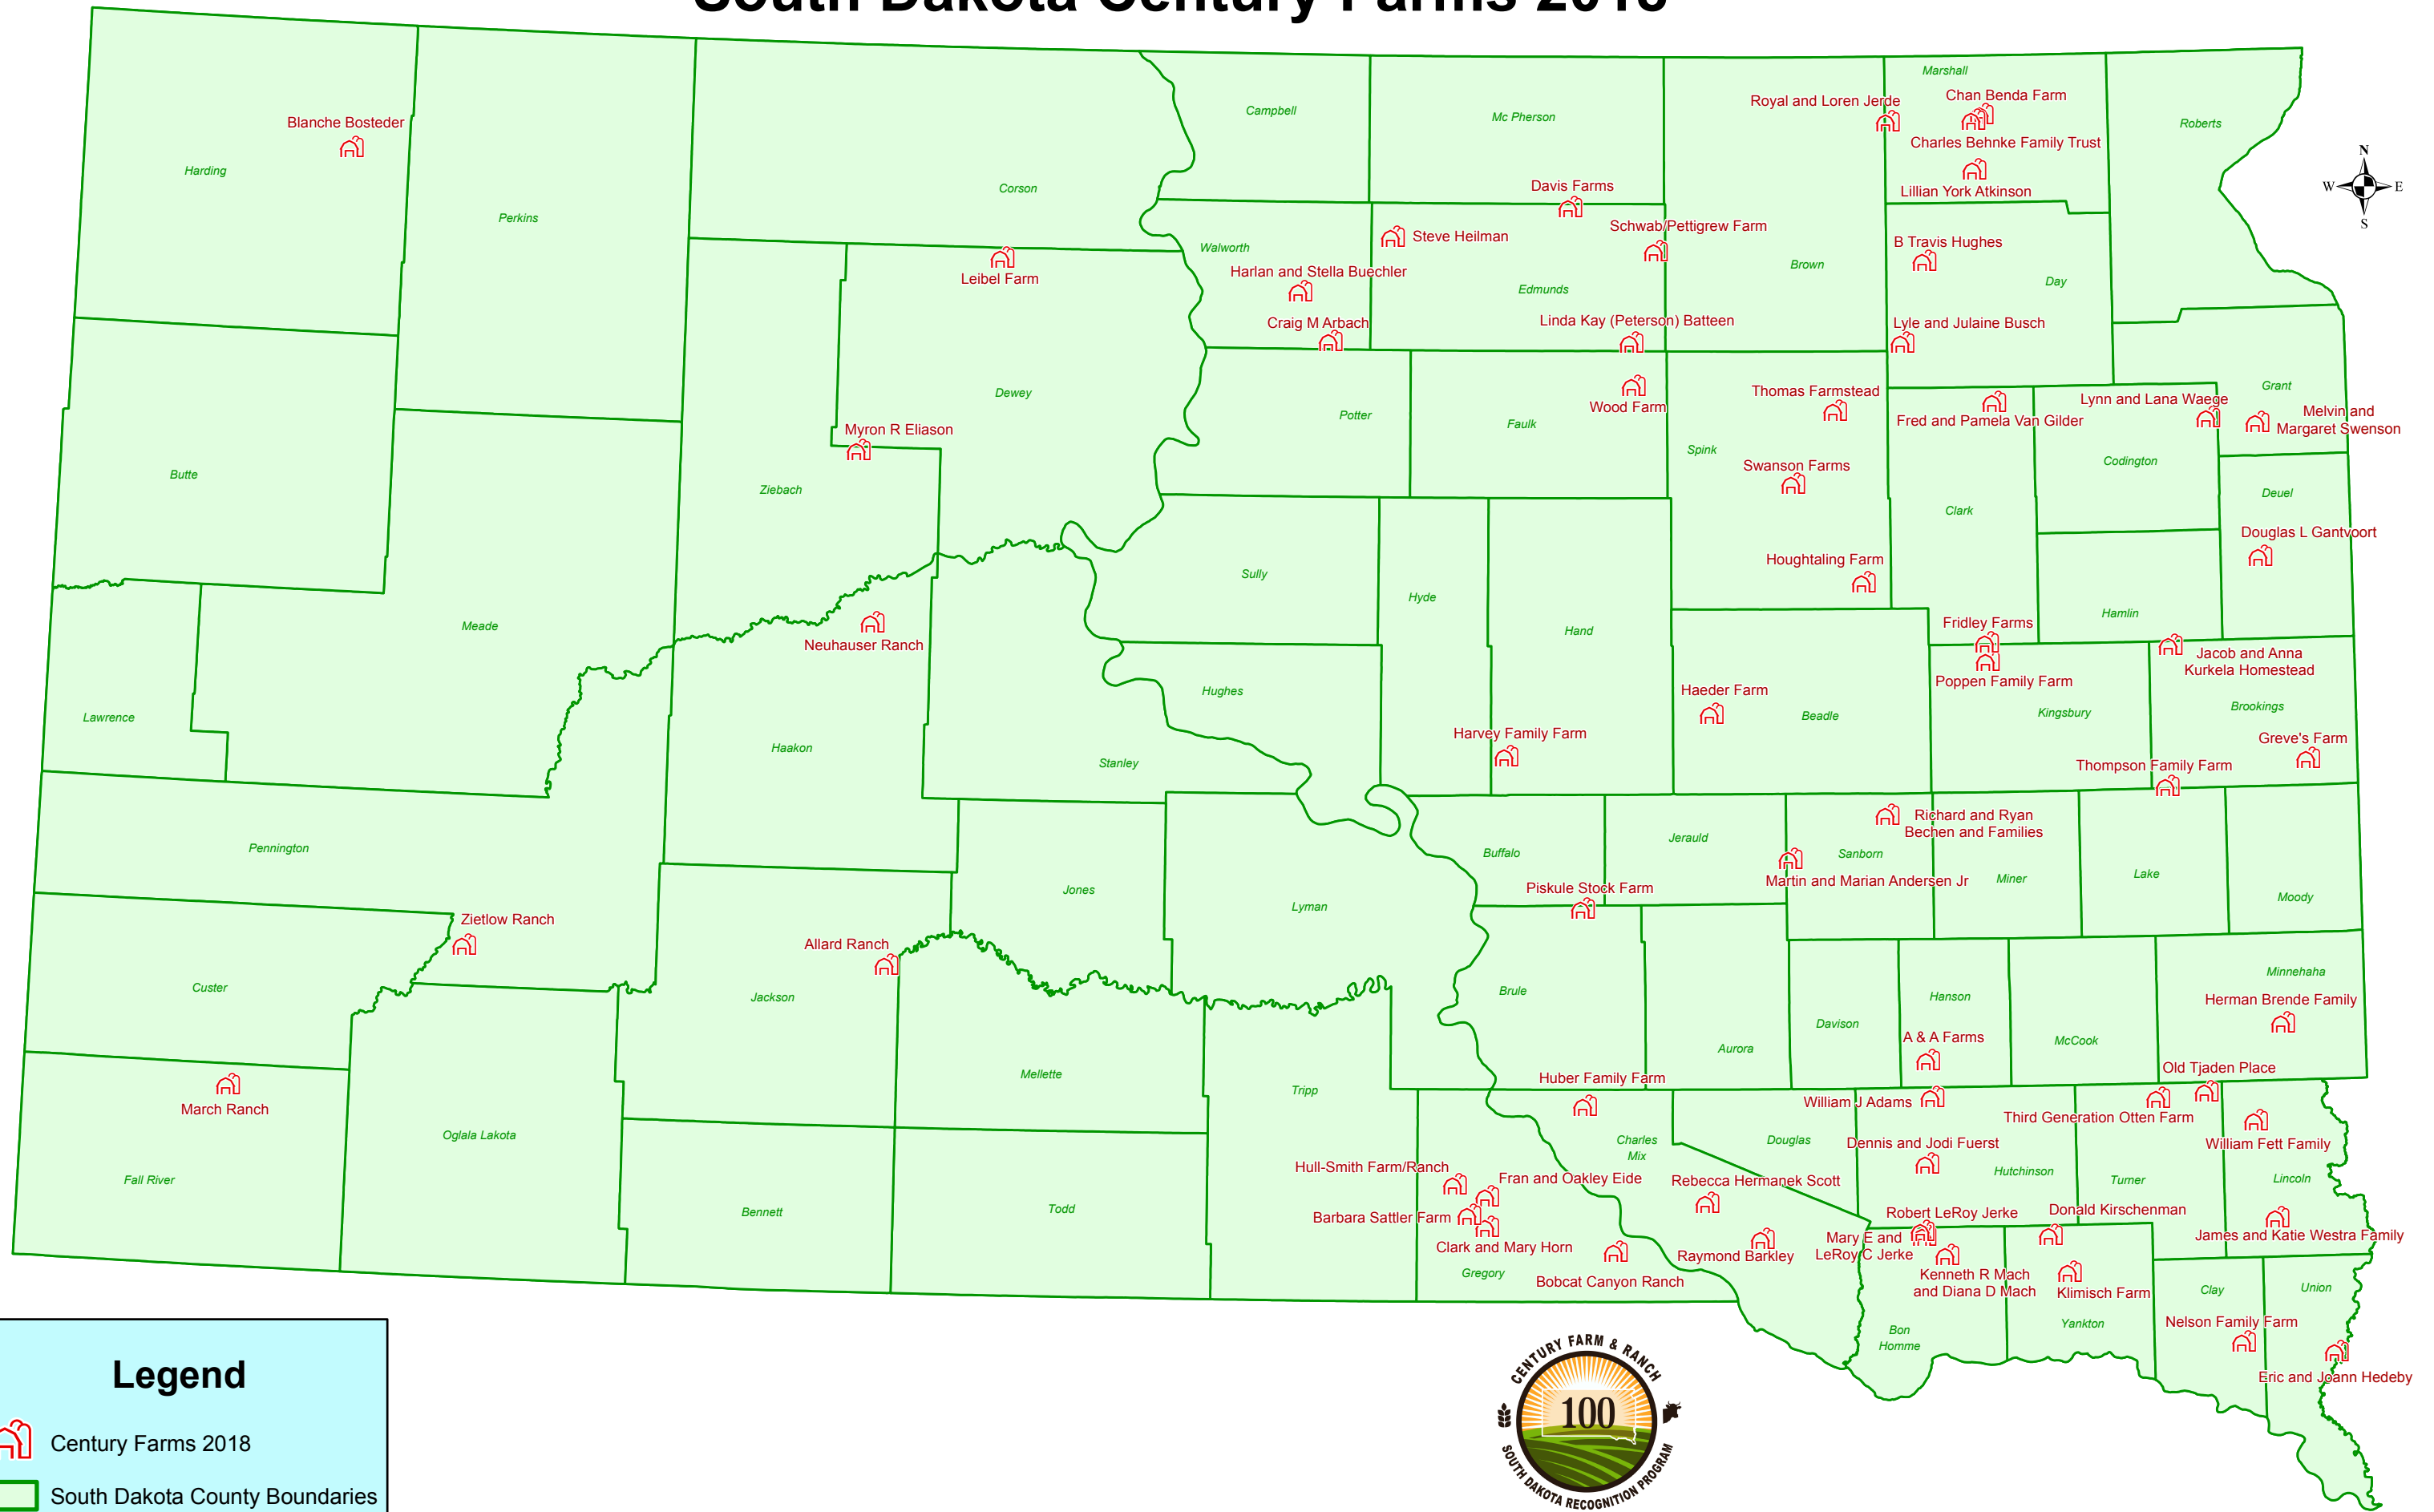 South Dakota Century Farms 2018
Blanche Bosteder
Harding
Perkins
Corson
Campbell
Mc Pherson
Royal and Loren Jerde
Marshall
Chan Benda Farm
Charles Behnke Family Trust
Lillian York Atkinson
Roberts
N
W
E
S
Davis Farms
Steve Heilman
Schwab/Pettigrew Farm
Walworth
Harlan and Stella Buechler
Craig M Arbach
Edmunds
Linda Kay (Peterson) Batteen
Brown
B Travis Hughes
Day
Lyle and Julaine Busch
Leibel Farm
Dewey
Myron R Eliason
Ziebach
Butte
Potter
Faulk
Wood Farm
Thomas Farmstead
Spink
Swanson Farms
Houghtaling Farm
Fred and Pamela Van Gilder
Lynn and Lana Waege
Grant
Melvin and
Margaret Swenson
Codington
Clark
Deuel
Douglas L Gantvoort
Hamlin
Meade
Neuhauser Ranch
Sully
Hyde
Hand
Fridley Farms
Poppen Family Farm
Kingsbury
Jacob and Anna
Kurkela Homestead
Brookings
Greve's Farm
Thompson Family Farm
Lawrence
Haakon
Stanley
Hughes
Harvey Family Farm
Haeder Farm
Beadle
Pennington
Jones
Lyman
Buffalo
Jerauld
Richard and Ryan
Bechen and Families
Sanborn
Martin and Marian Andersen Jr
Miner
Lake
Moody
Piskule Stock Farm
Zietlow Ranch
Allard Ranch
Custer
Jackson
Brule
Aurora
Davison
Hanson
A & A Farms
McCook
Minnehaha
Herman Brende Family
March Ranch
Fall River
Oglala Lakota
Mellette
Tripp
Bennett
Todd
Huber Family Farm
Charles
Mix
Douglas
William J Adams
Old Tjaden Place
Third Generation Otten Farm
William Fett Family
Dennis and Jodi Fuerst
Hutchinson
Turner
Lincoln
Hull-Smith Farm/Ranch
Fran and Oakley Eide
Barbara Sattler Farm
Clark and Mary Horn
Gregory
Bobcat Canyon Ranch
Rebecca Hermanek Scott
Raymond Barkley
Robert LeRoy Jerke
Mary E and
LeRoy C Jerke
Donald Kirschenman
Kenneth R Mach
and Diana D Mach
Klimisch Farm
James and Katie Westra Family
Bon
Homme
Yankton
Clay
Union
Nelson Family Farm
Eric and Joann Hedeby
Legend
Century Farms 2018
South Dakota County Boundaries
CENTURY FARM & RANCH
100
SOUTH DAKOTA RECOGNITION PROGRAM